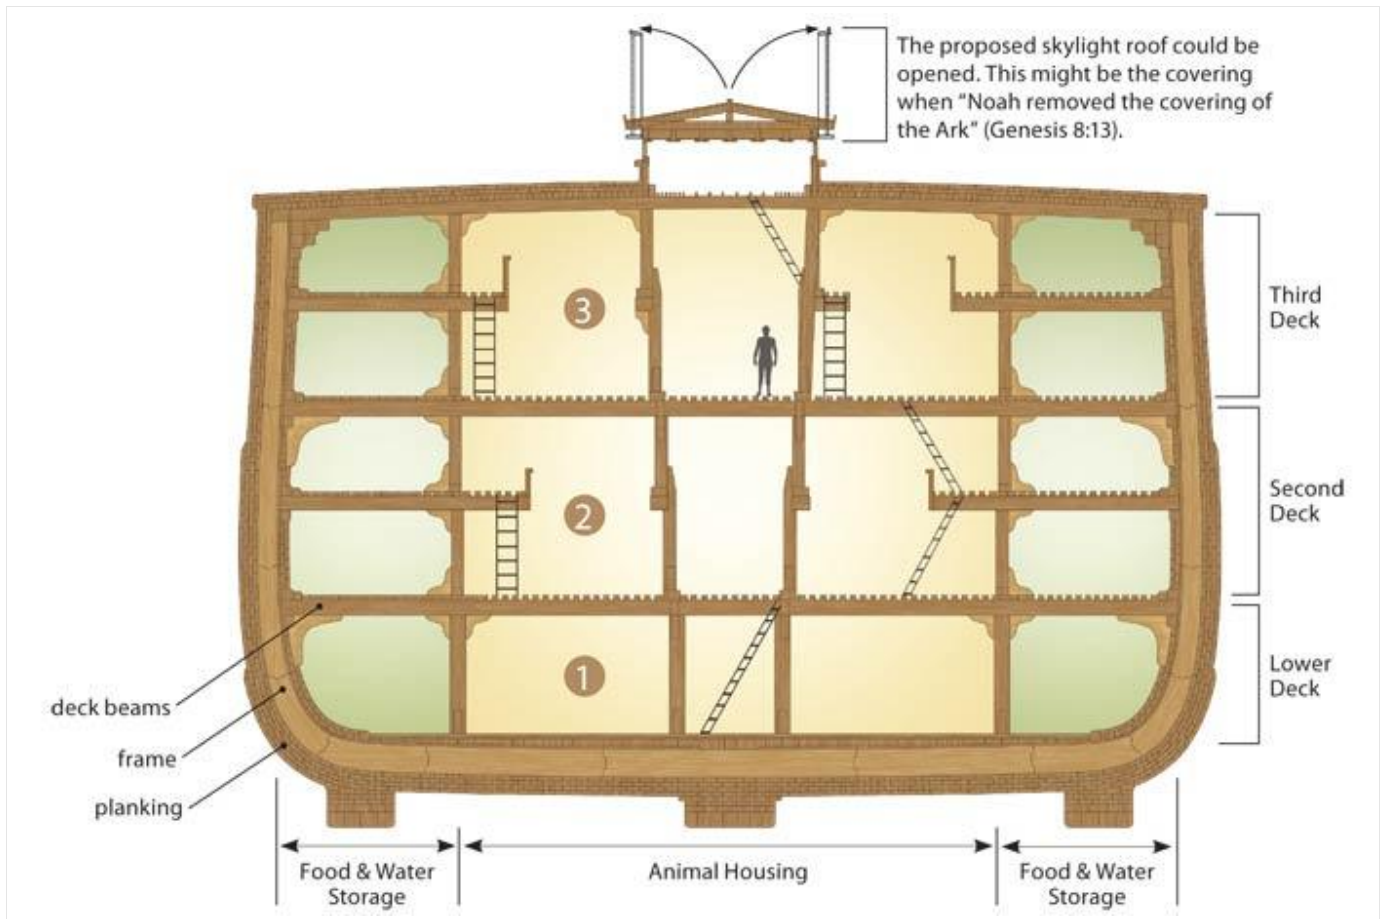 The proposed skylight roof could be
opened. This might be the covering
when “Noah removed the covering of
the Ark” (Genesis 8:13).
3
Third
Deck
2
Second
Deck
1
Lower
Deck
deck beams
frame
planking
Food & Water
Storage
Animal Housing
Food & Water
Storage